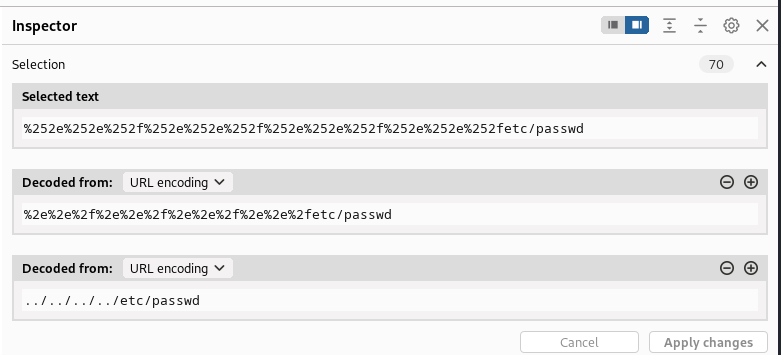 Inspector
Selection 70
Selected text
%252e%252e%252f%252e%252e%252f%252e%252e%252f%252e%252e%252fetc/passwd
Decoded from: URL encoding
%2e%2e%2f%2e%2e%2f%2e%2e%2f%2e%2e%2fetc/passwd
Decoded from: URL encoding
../../../../etc/passwd
Cancel Apply changes